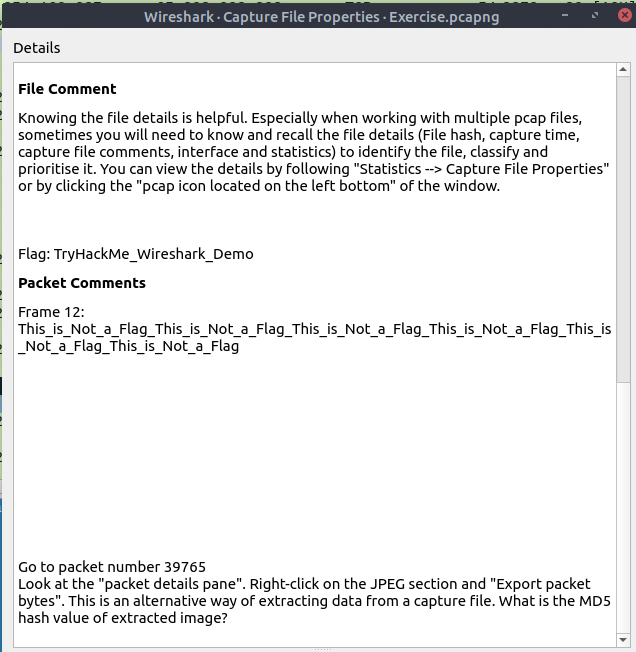 Wireshark · Capture File Properties · Exercise.pcapng
Details
File Comment
Knowing the file details is helpful. Especially when working with multiple pcap files,
sometimes you will need to know and recall the file details (File hash, capture time,
capture file comments, interface and statistics) to identify the file, classify and
prioritise it. You can view the details by following "Statistics --> Capture File Properties"
or by clicking the "pcap icon located on the left bottom" of the window.
Flag: TryHackMe_Wireshark_Demo
Packet Comments
Frame 12:
This_is_Not_a_Flag_This_is_Not_a_Flag_This_is_Not_a_Flag_This_is_Not_a_Flag_This_is
_Not_a_Flag_This_is_Not_a_Flag
Go to packet number 39765
Look at the "packet details pane". Right-click on the JPEG section and "Export packet
bytes". This is an alternative way of extracting data from a capture file. What is the MD5
hash value of extracted image?